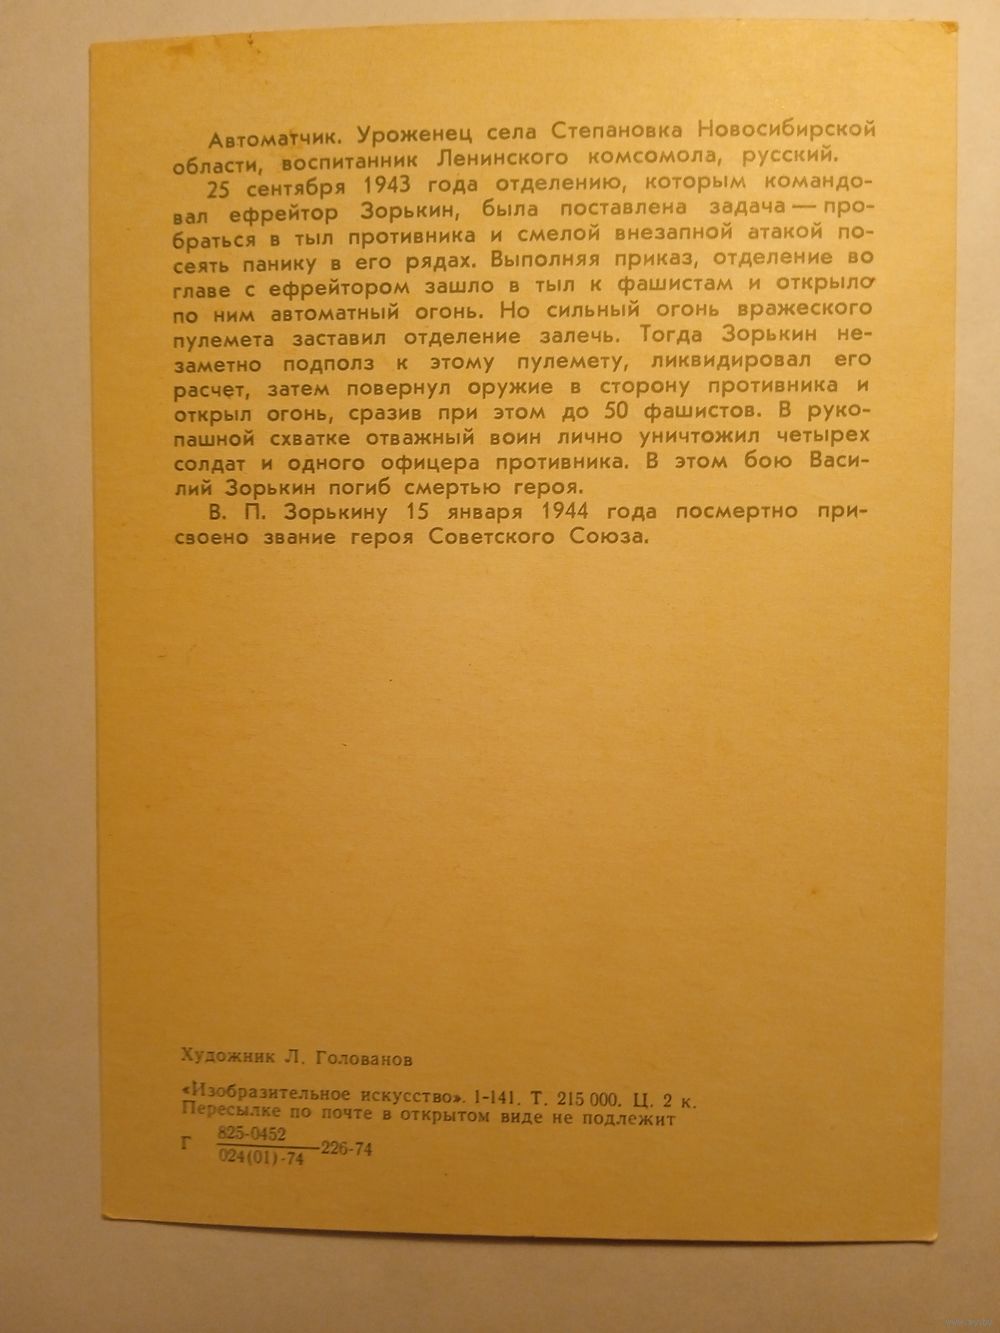 Автоматчик. Уроженец села Степановка Новосибирской
области, воспитанник Ленинского комсомола, русский.
25 сентября 1943 года отделению, которым командо-
вал ефрейтор Зорькин, была поставлена задача — про-
браться в тыл противника и смелой внезапной атакой по-
сеять панику в его рядах. Выполняя приказ, отделение во
главе с ефрейтором зашло в тыл к фашистам и открыло
по ним автоматный огонь. Но сильный огонь вражеского
пулемета заставил отделение залечь. Тогда Зорькин не-
заметно подполз к этому пулемету, ликвидировал его
расчет, затем повернул оружие в сторону противника и
открыл огонь, сразив при этом до 50 фашистов. В руко-
пашной схватке отважный воин лично уничтожил четырех
солдат и одного офицера противника. В этом бою Васи-
лий Зорькин погиб смертью героя.
В. П. Зорькину 15 января 1944 года посмертно при-
своено звание героя Советского Союза.
Художник Л. Голованов
«Изобразительное искусство». 1-141. Т. 215 000. Ц. 2 к.
Пересылке по почте в открытом виде не подлежит
825-0452
Г 226-74
024(01)-74